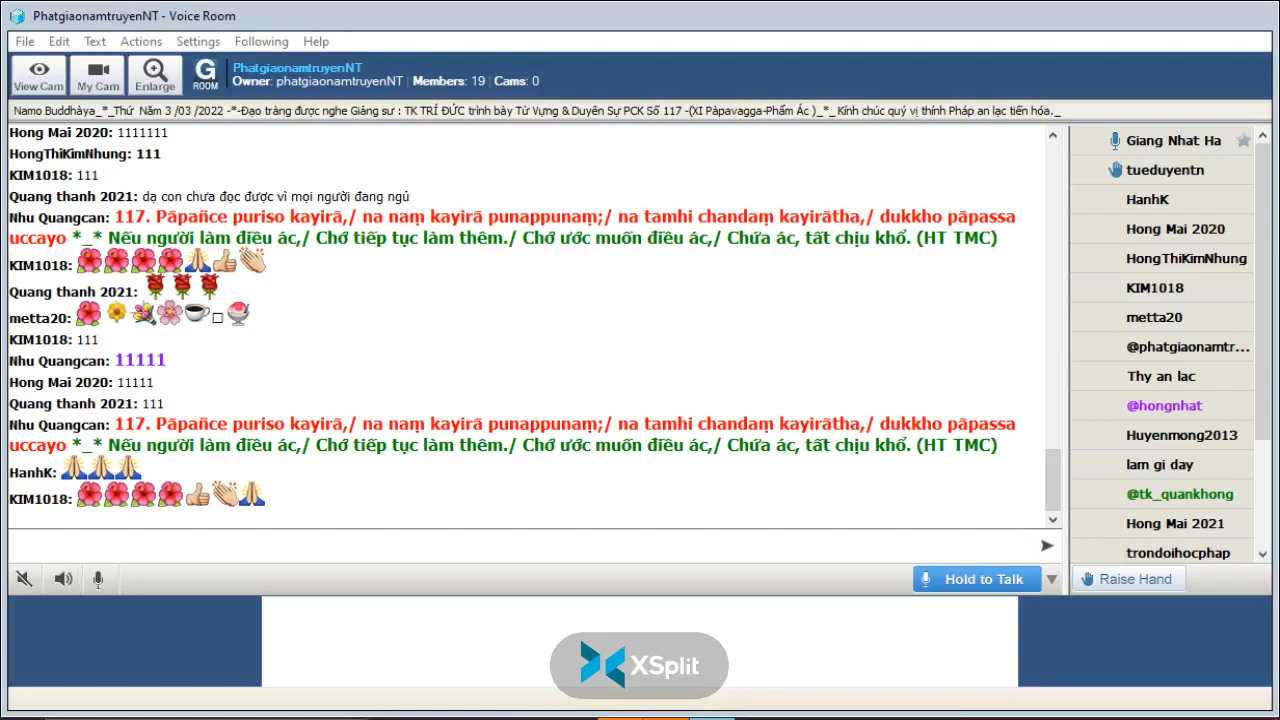 PhatgiaonamtruyenNT - Voice Room
File Edit Text Actions Settings Following Help
View Cam My Cam Enlarge G ROOM
PhatgiaonamtruyenNT
Owner: phatgiaonamtruyenNT | Members: 19 | Cams: 0
Namo Buddhàya_*_Thứ Năm 3 /03 /2022 -*-Đạo tràng được nghe Giảng sư : TK TRÍ ĐỨC trình bày Từ Vựng & Duyên Sự PCK Số 117 -(XI Pàpavagga-Phẩm Ác )_*_ Kính chúc quý vị thính Pháp an lạc tiến hóa._
Hong Mai 2020: 1111111
HongThiKimNhung: 111
KIM1018: 111
Quang thanh 2021: dạ con chưa đọc được vì mọi người đang ngủ
Nhu Quangcan: 117. Pāpañce puriso kayirā,/ na naṃ kayirā punappunaṃ;/ na tamhi chandaṃ kayirātha,/ dukkho pāpassa
uccayo *_* Nếu người làm điều ác,/ Chớ tiếp tục làm thêm./ Chớ ước muốn điều ác,/ Chứa ác, tất chịu khổ. (HT TMC)
KIM1018:
Quang thanh 2021:
metta20:
KIM1018: 111
Nhu Quangcan: 11111
Hong Mai 2020: 11111
Quang thanh 2021: 111
Nhu Quangcan: 117. Pāpañce puriso kayirā,/ na naṃ kayirā punappunaṃ;/ na tamhi chandaṃ kayirātha,/ dukkho pāpassa
uccayo *_* Nếu người làm điều ác,/ Chớ tiếp tục làm thêm./ Chớ ước muốn điều ác,/ Chứa ác, tất chịu khổ. (HT TMC)
HanhK:
KIM1018:
Giang Nhat Ha
tueduyentn
HanhK
Hong Mai 2020
HongThiKimNhung
KIM1018
metta20
@phatgiaonamtr...
Thy an lac
@hongnhat
Huyenmong2013
lam gi day
@tk_quankhong
Hong Mai 2021
trondoihocphap
Hold to Talk
Raise Hand
XSplit